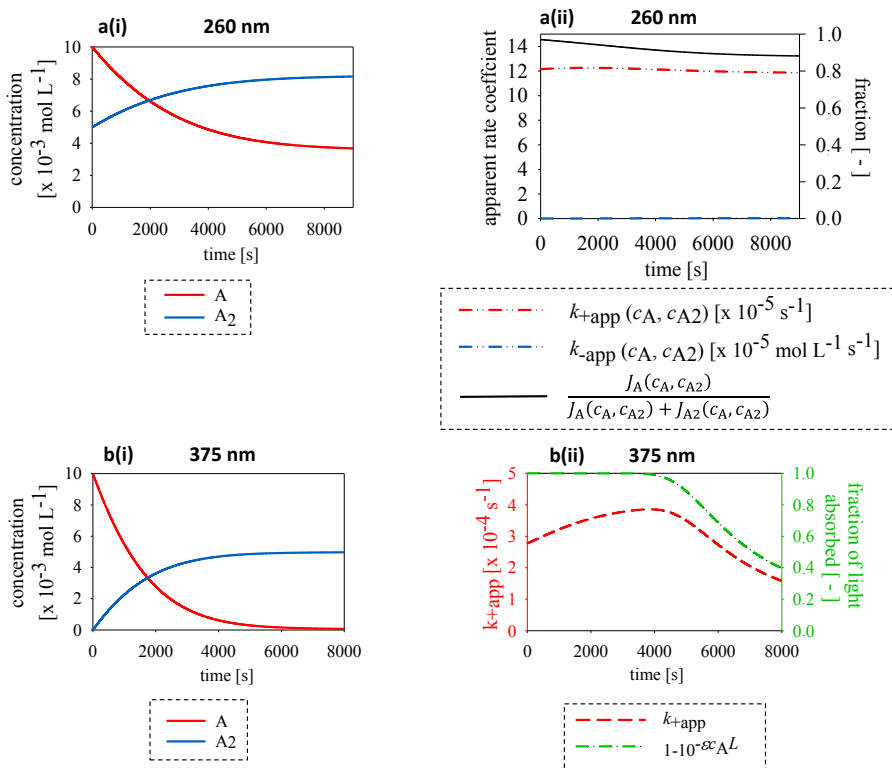 a(i) 260 nm
concentration
[x 10⁻³ mol L⁻¹]
10
8
6
4
2
0
0 2000 4000 6000 8000
time [s]
A
A₂
a(ii) 260 nm
apparent rate coeffcient
14
12
10
8
6
4
2
0
1.0
0.8
0.6
0.4
0.2
0.0
fraction [ - ]
0 2000 4000 6000 8000
time [s]
k+app (cA, cA2) [x 10⁻⁵ s⁻¹]
k-app (cA, cA2) [x 10⁻⁵ mol L⁻¹ s⁻¹]
JA(cA, cA2)
JA(cA, cA2) + JA2(cA, cA2)
b(i) 375 nm
concentration
[x 10⁻³ mol L⁻¹]
10
8
6
4
2
0
0 2000 4000 6000 8000
time [s]
A
A2
b(ii) 375 nm
k+app [x 10⁻⁴ s⁻¹]
5
4
3
2
1
0
1.0
0.8
0.6
0.4
0.2
0.0
fraction of light
absorbed [ - ]
0 2000 4000 6000 8000
time [s]
k+app
1-10^-εcAL